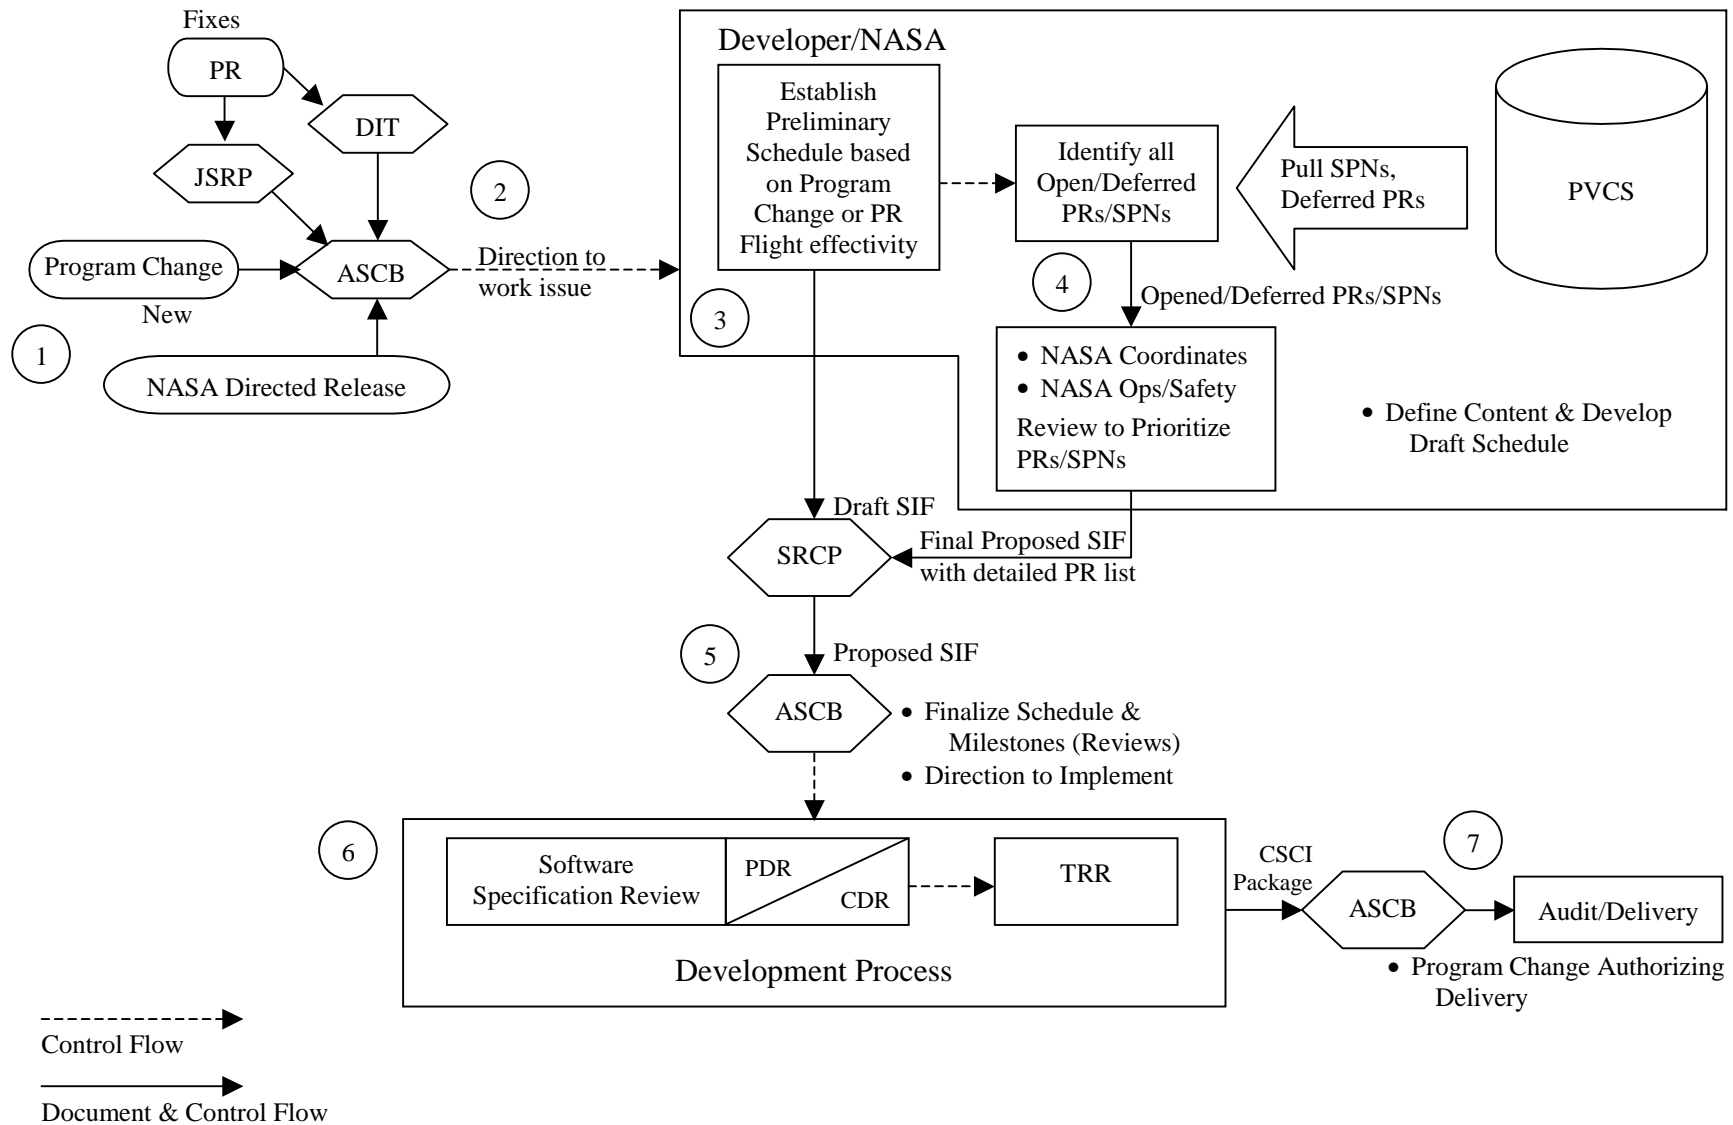 Fixes
PR
DIT
JSRP
Program Change
ASCB
New
1
NASA Directed Release
2
Direction to
work issue
Developer/NASA
Establish
Preliminary
Schedule based
on Program
Change or PR
Flight effectivity
3
Identify all
Open/Deferred
PRs/SPNs
Pull SPNs,
Deferred PRs
PVCS
4
Opened/Deferred PRs/SPNs
• NASA Coordinates
• NASA Ops/Safety
Review to Prioritize
PRs/SPNs
• Define Content & Develop
Draft Schedule
Draft SIF
SRCP
Final Proposed SIF
with detailed PR list
5
Proposed SIF
ASCB
• Finalize Schedule &
Milestones (Reviews)
• Direction to Implement
6
Software
Specification Review
PDR
CDR
TRR
Development Process
CSCI
Package
ASCB
7
Audit/Delivery
• Program Change Authorizing
Delivery
Control Flow
Document & Control Flow